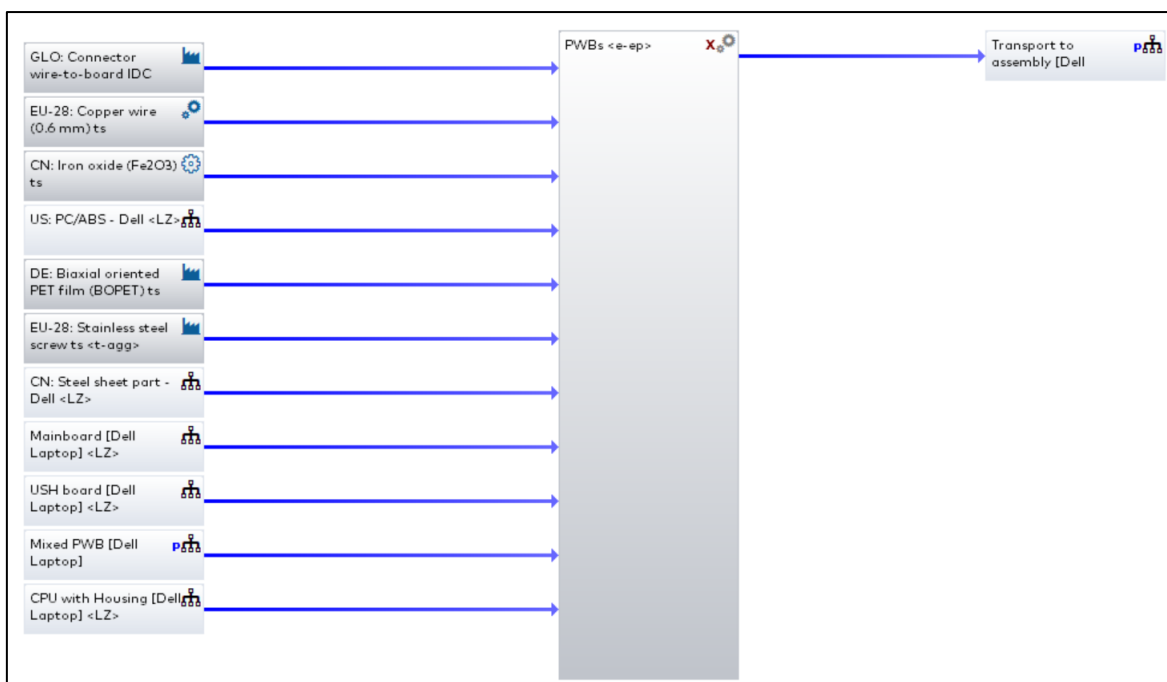 GLO: Connector
wire-to-board IDC
EU-28: Copper wire
(0.6 mm) ts
CN: Iron oxide (Fe2O3)
ts
US: PC/ABS - Dell <LZ>
DE: Biaxial oriented
PET film (BOPET) ts
EU-28: Stainless steel
screw ts <t-agg>
CN: Steel sheet part -
Dell <LZ>
Mainboard [Dell
Laptop] <LZ>
USH board [Dell
Laptop] <LZ>
Mixed PWB [Dell
Laptop]
p
CPU with Housing [Dell
Laptop] <LZ>
PWBs <e-ep>
X
Transport to
assembly [Dell
p